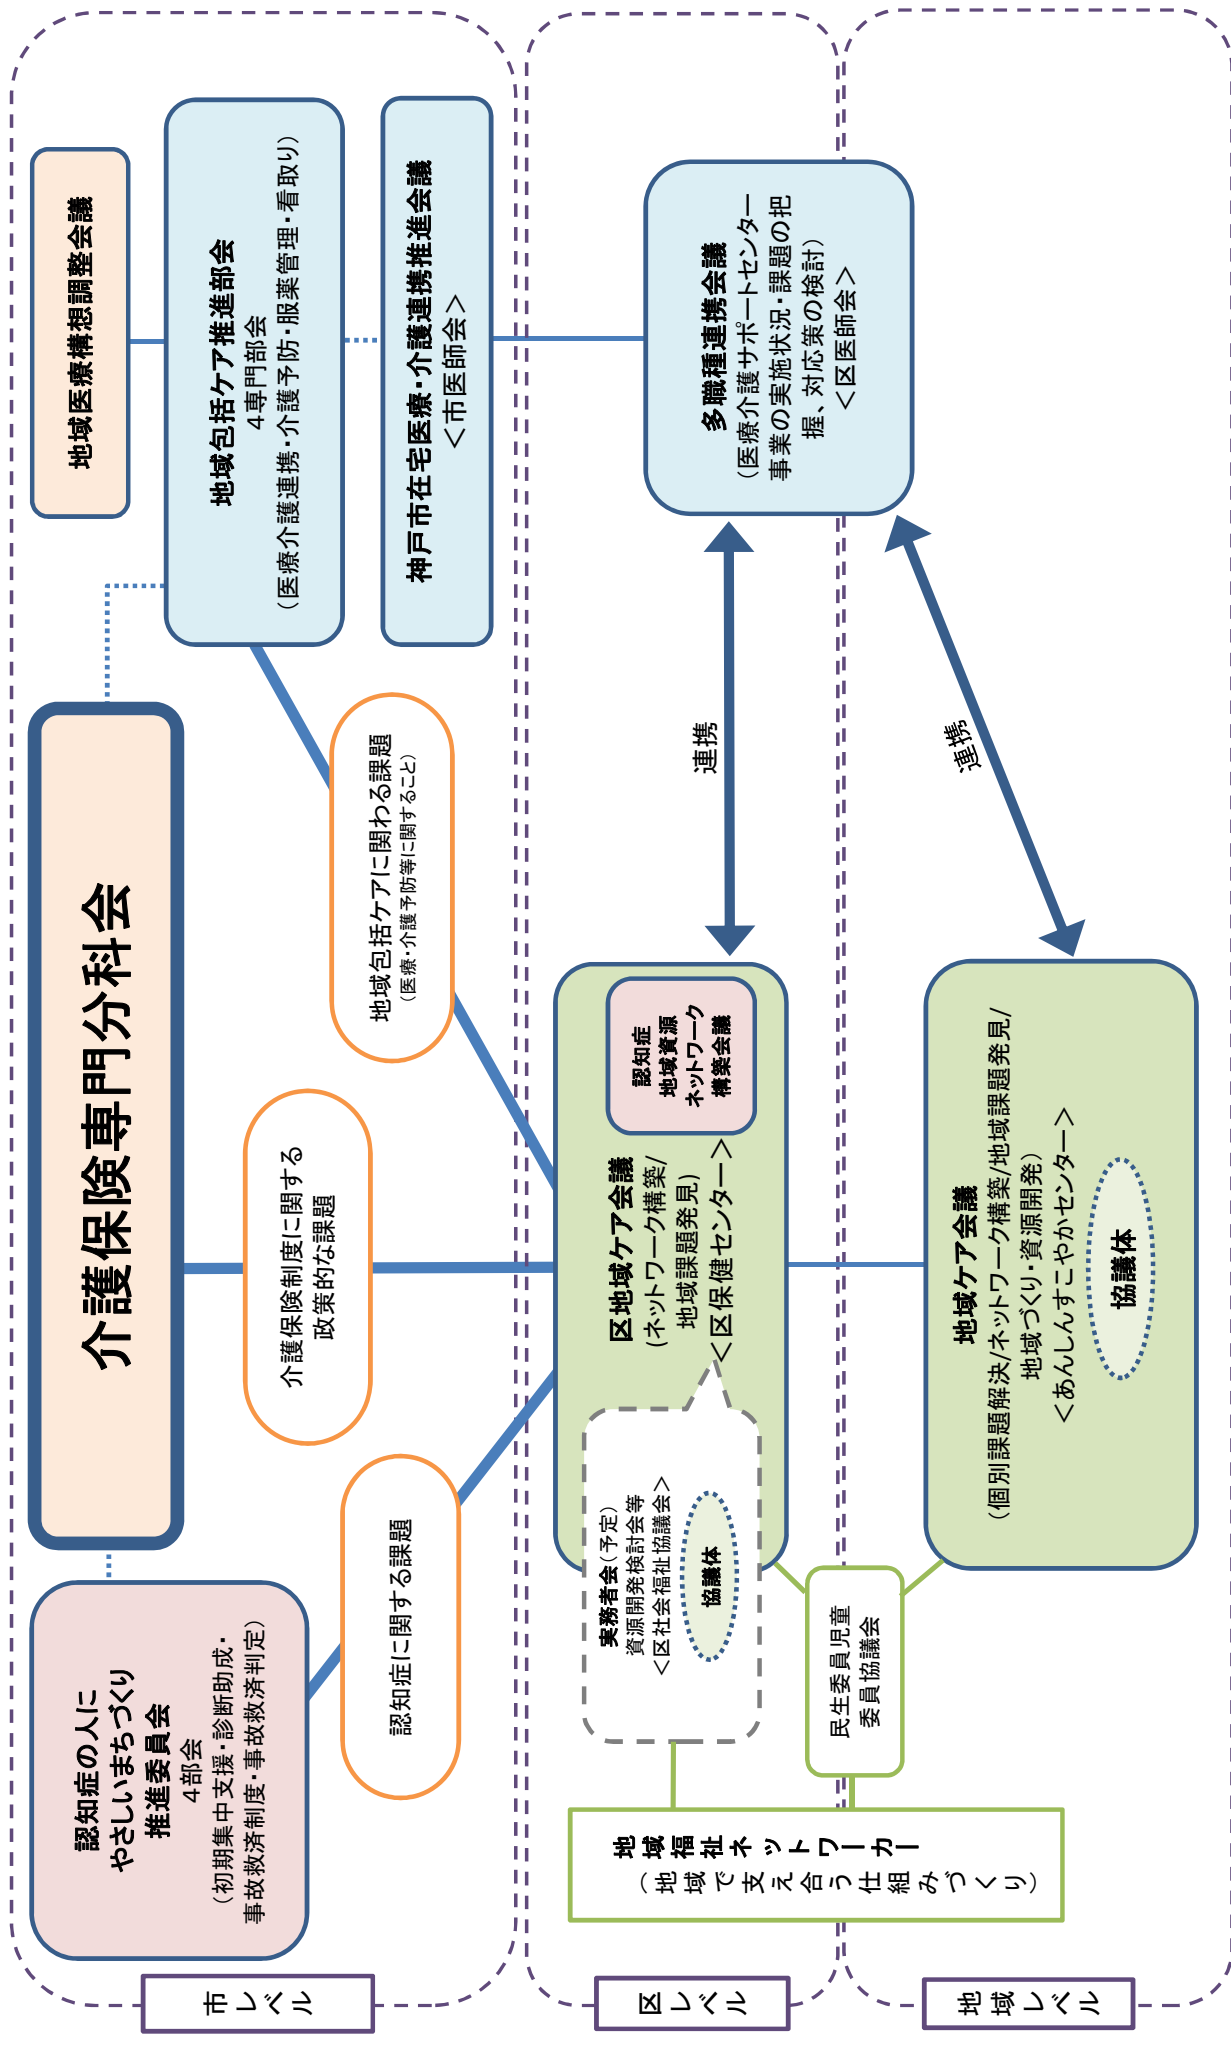 市レベル
認知症の人に
やさしいまちづくり
推進委員会
4部会
（初期集中支援・診断助成・
事故救済制度・事故救済判定）
介護保険専門分科会
地域医療構想調整会議
地域包括ケア推進部会
4専門部会
（医療介護連携・介護予防・服薬管理・看取り）
神戸市在宅医療・介護連携推進会議
＜市医師会＞
認知症に関する課題
介護保険制度に関する
政策的な課題
地域包括ケアに関わる課題
（医療・介護予防等に関すること）
区レベル
実務者会（予定）
資源開発検討会等
＜区社会福祉協議会＞
協議体
区地域ケア会議
(ネットワーク構築/
地域課題発見)
＜区保健センター＞
認知症
地域資源
ネットワーク
構築会議
連携
多職種連携会議
（医療介護サポートセンター
事業の実施状況・課題の把
握、対応策の検討）
＜区医師会＞
地域福祉ネットワーカー
（地域で支え合う仕組みづくり）
民生委員児童
委員協議会
地域レベル
地域ケア会議
（個別課題解決/ネットワーク構築/地域課題発見/
地域づくり・資源開発）
＜あんしんすこやかセンター＞
協議体
連携